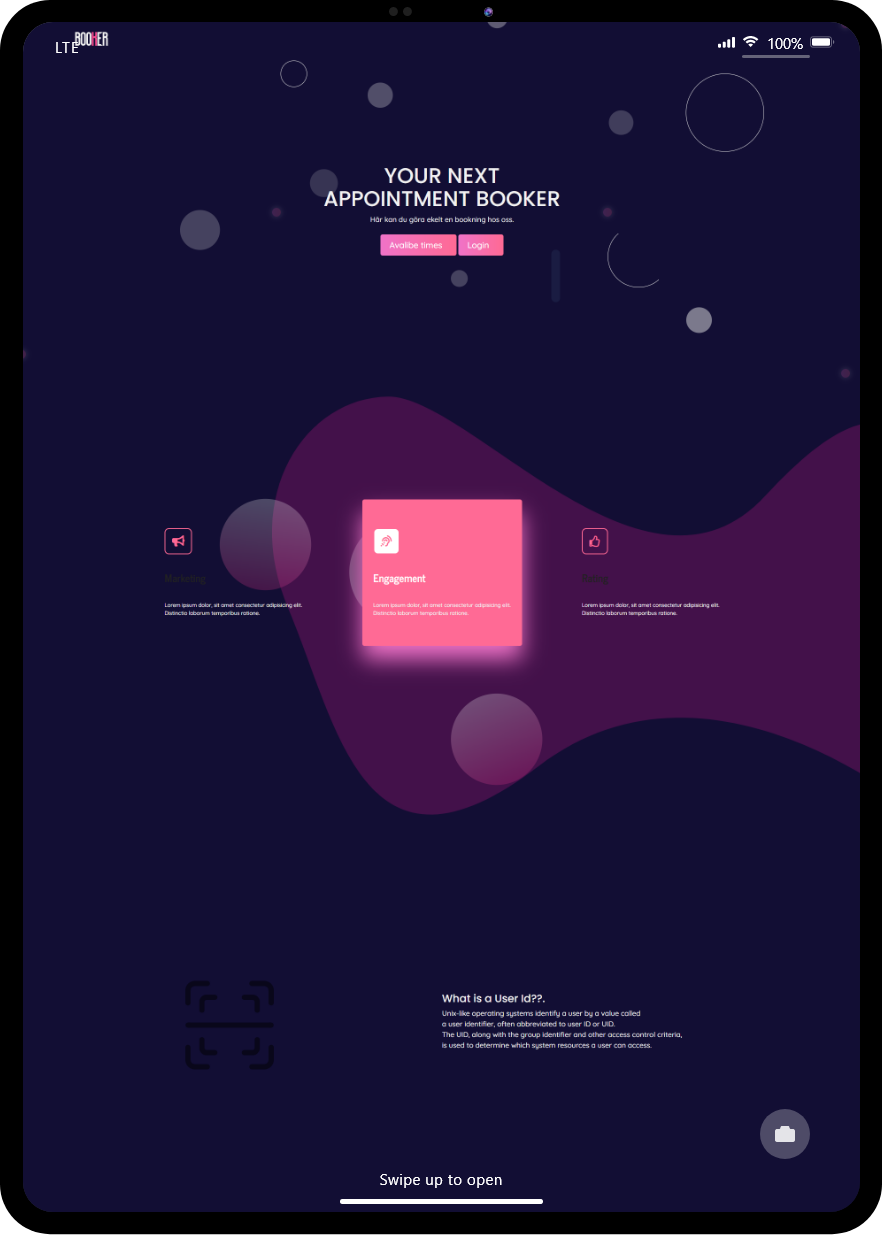 BOOKER
LTE
100%
YOUR NEXT
APPOINTMENT BOOKER
Här kan du göra ekelt en bookning hos oss.
Avalibe times
Login
Marketing
Lorem ipsum dolor, sit amet consectetur adipisicing elit.
Distinctio laborum temporibus ratione.
Engagement
Lorem ipsum dolor, sit amet consectetur adipisicing elit.
Distinctio laborum temporibus ratione.
Lorem ipsum dolor, sit amet consectetur adipisicing elit.
Distinctio laborum temporibus ratione.
What is a User Id??.
Unix-like operating systems identify a user by a value called
a user identifier, often abbreviated to user ID or UID.
The UID, along with the group identifier and other access control criteria,
is used to determine which system resources a user can access.
Swipe up to open